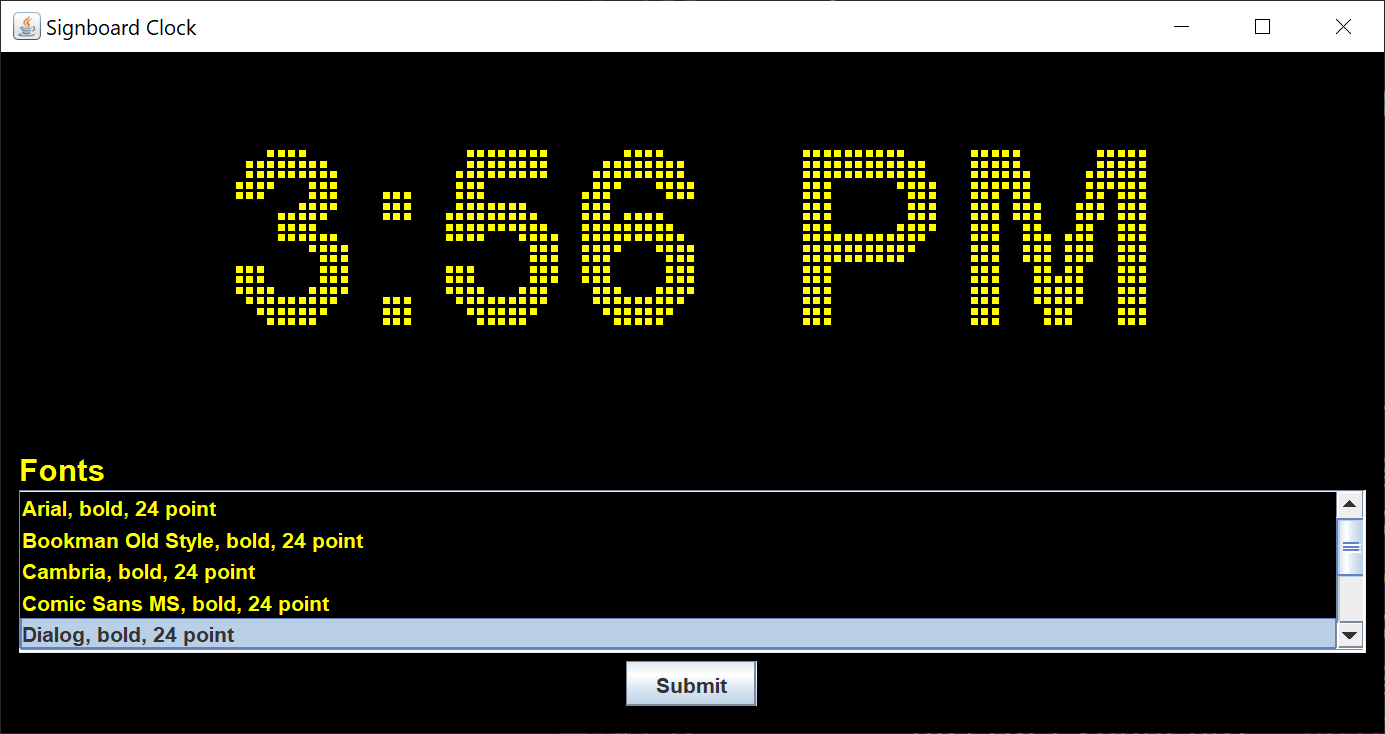 Signboard Clock
3:56 PM
Fonts
Arial, bold, 24 point
Bookman Old Style, bold, 24 point
Cambria, bold, 24 point
Comic Sans MS, bold, 24 point
Dialog, bold, 24 point
Submit